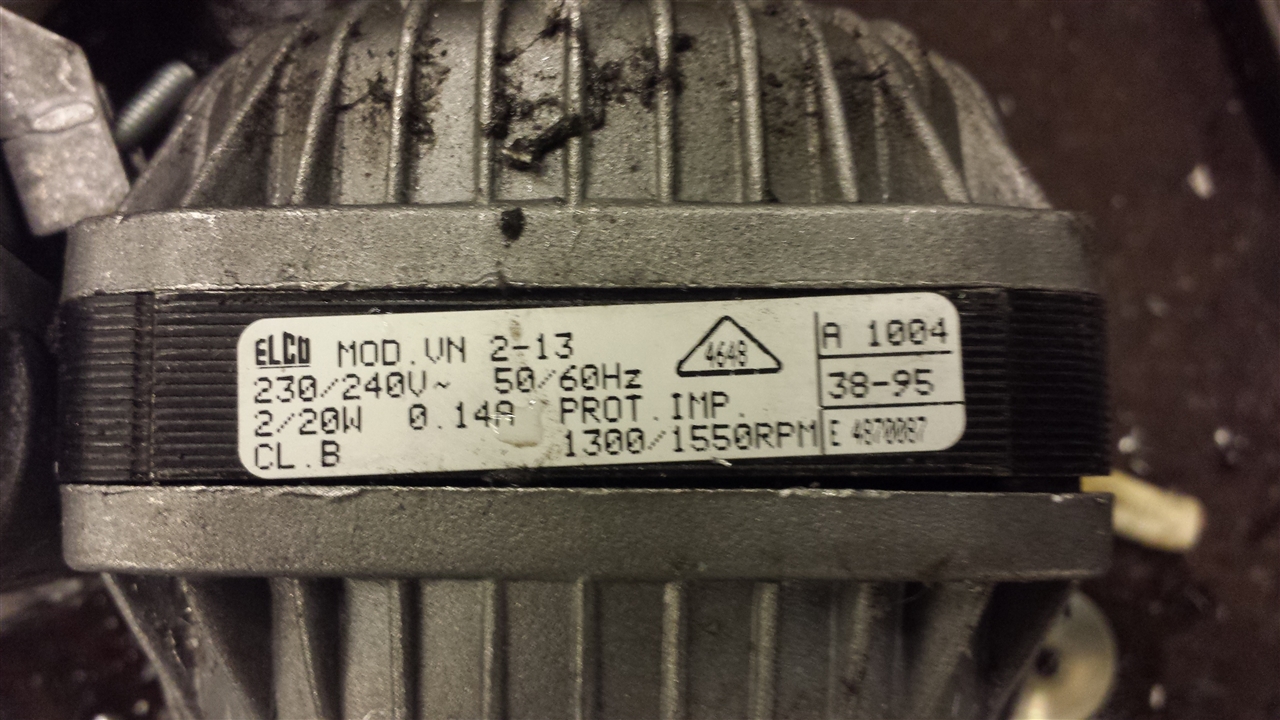 ELCO MOD.VN 2-13
230/240V~ 50/60Hz
2/20W 0.14A PROT.IMP.
CL.B 1300/1550RPM
4648
A 1004
38-95
E 4870087